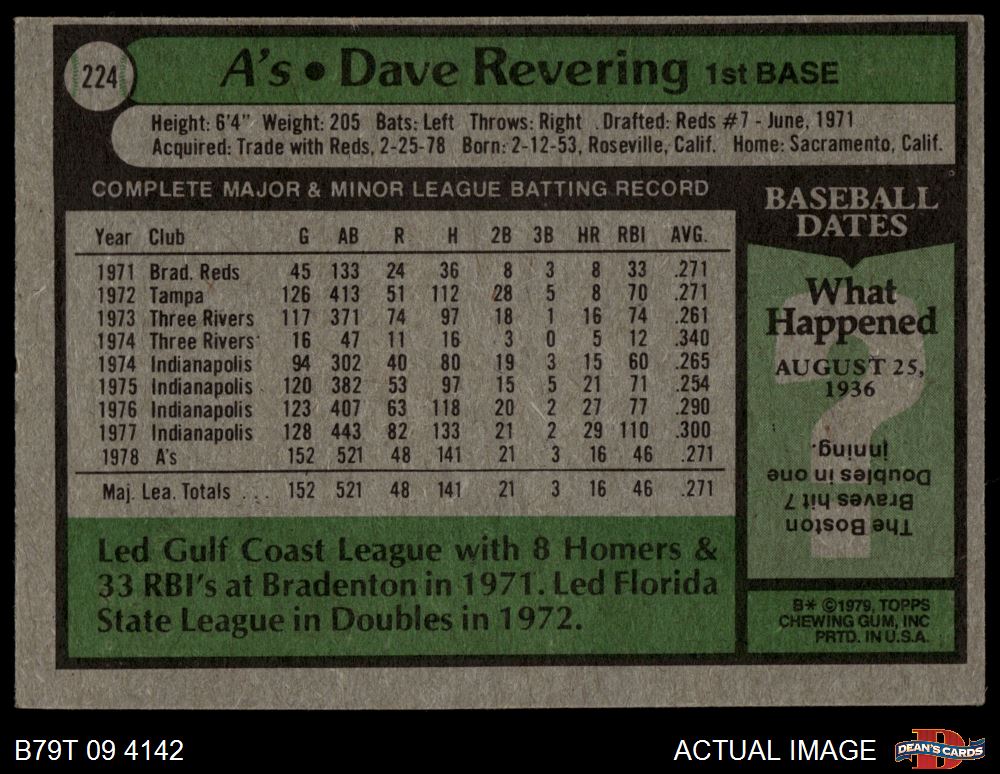 224
A's • Dave Revering 1st BASE
Height: 6'4" Weight: 205 Bats: Left Throws: Right Drafted: Reds #7 - June, 1971
Acquired: Trade with Reds, 2-25-78 Born: 2-12-53, Roseville, Calif. Home: Sacramento, Calif.
COMPLETE MAJOR & MINOR LEAGUE BATTING RECORD
Year Club G AB R H 2B 3B HR RBI AVG.
1971 Brad. Reds 45 133 24 36 8 3 8 33 .271
1972 Tampa 126 413 51 112 28 5 8 70 .271
1973 Three Rivers 117 371 74 97 18 1 16 74 .261
1974 Three Rivers 16 47 11 16 3 0 5 12 .340
1974 Indianapolis 94 302 40 80 19 3 15 60 .265
1975 Indianapolis 120 382 53 97 15 5 21 71 .254
1976 Indianapolis 123 407 63 118 20 2 27 77 .290
1977 Indianapolis 128 443 82 133 21 2 29 110 .300
1978 A's 152 521 48 141 21 3 16 46 .271
Maj. Lea. Totals . . . 152 521 48 141 21 3 16 46 .271
Led Gulf Coast League with 8 Homers &
33 RBI's at Bradenton in 1971. Led Florida
State League in Doubles in 1972.
BASEBALL
DATES
What
Happened
AUGUST 25,
1936
The Boston
Braves hit 7
Doubles in one
inning.
B* ©1979, TOPPS
CHEWING GUM, INC
PRTD. IN U.S.A.
B79T 09 4142
ACTUAL IMAGE
DEAN'S CARDS